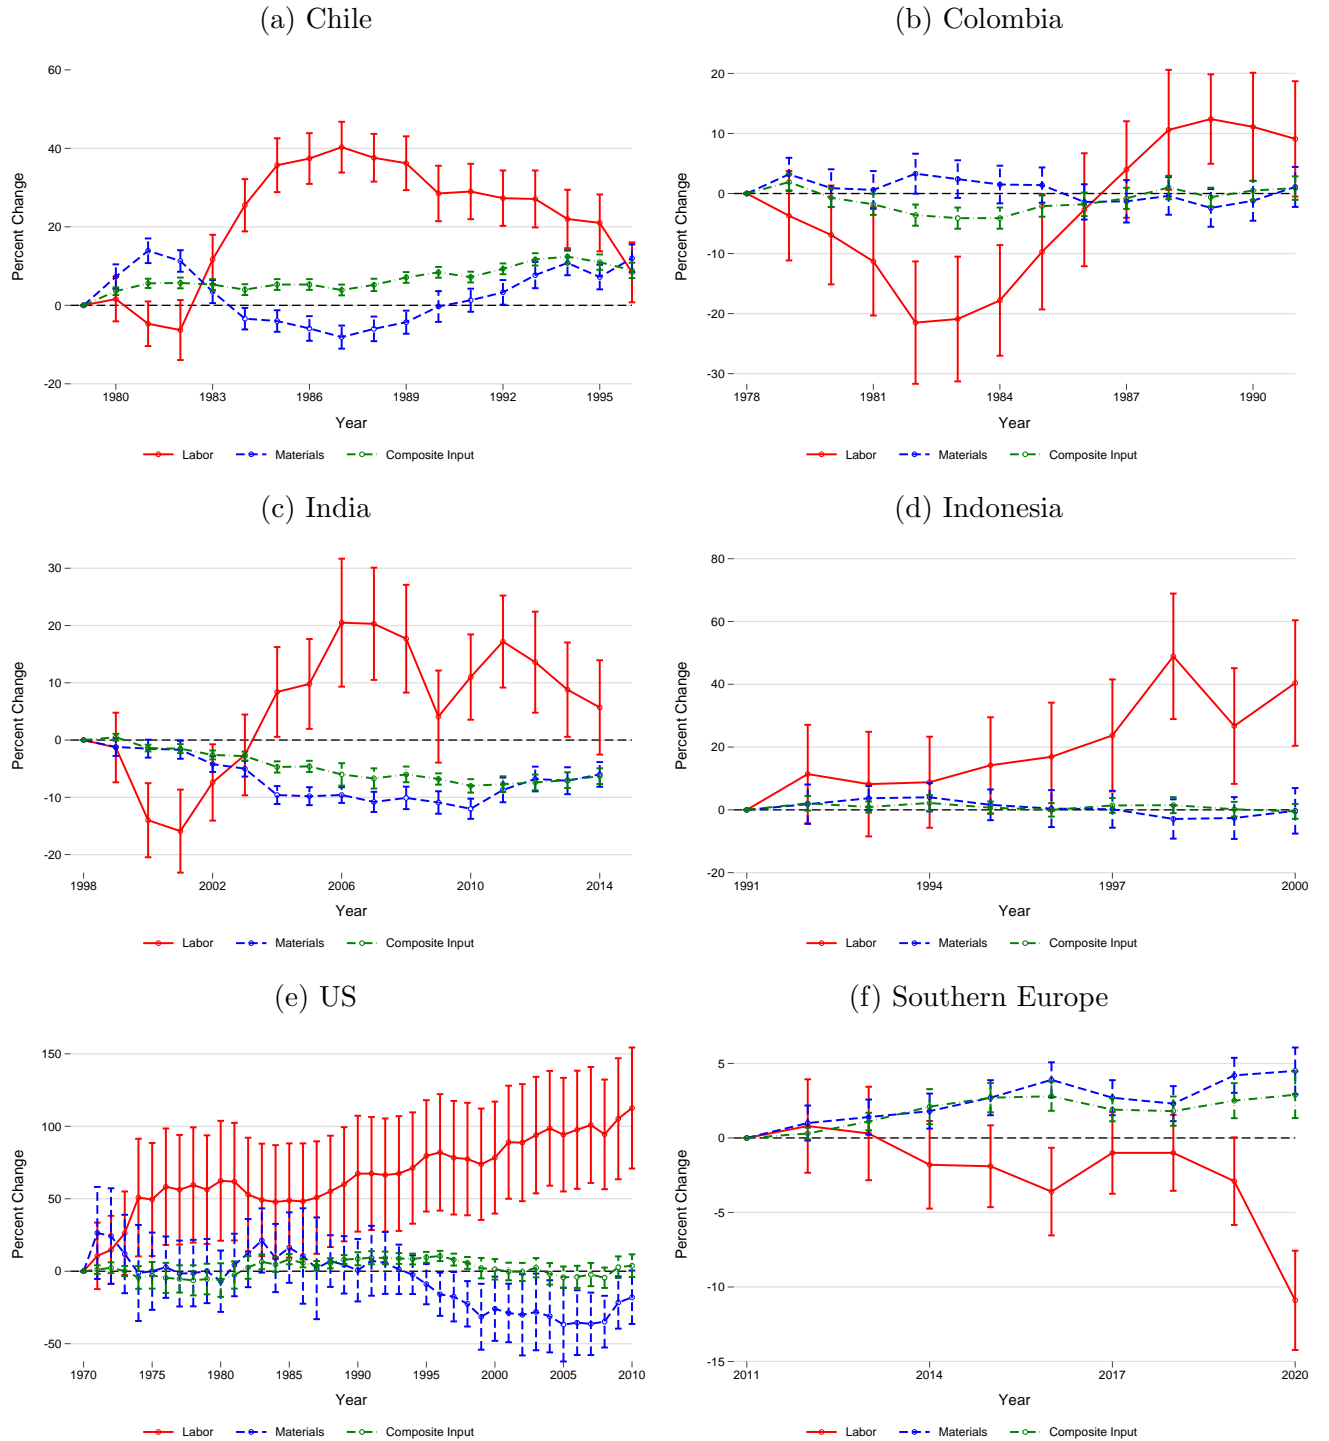 (a) Chile
Percent Change
60
40
20
0
-20
1980 1983 1986 1989 1992 1995
Year
Labor Materials Composite Input
(b) Colombia
Percent Change
20
10
0
-10
-20
-30
1978 1981 1984 1987 1990
Year
Labor Materials Composite Input
(c) India
Percent Change
30
20
10
0
-10
-20
1998 2002 2006 2010 2014
Year
Labor Materials Composite Input
(d) Indonesia
Percent Change
80
60
40
20
0
-20
1991 1994 1997 2000
Year
Labor Materials Composite Input
(e) US
Percent Change
150
100
50
0
-50
1970 1975 1980 1985 1990 1995 2000 2005 2010
Year
Labor Materials Composite Input
(f) Southern Europe
Percent Change
5
0
-5
-10
-15
2011 2014 2017 2020
Year
Labor Materials Composite Input